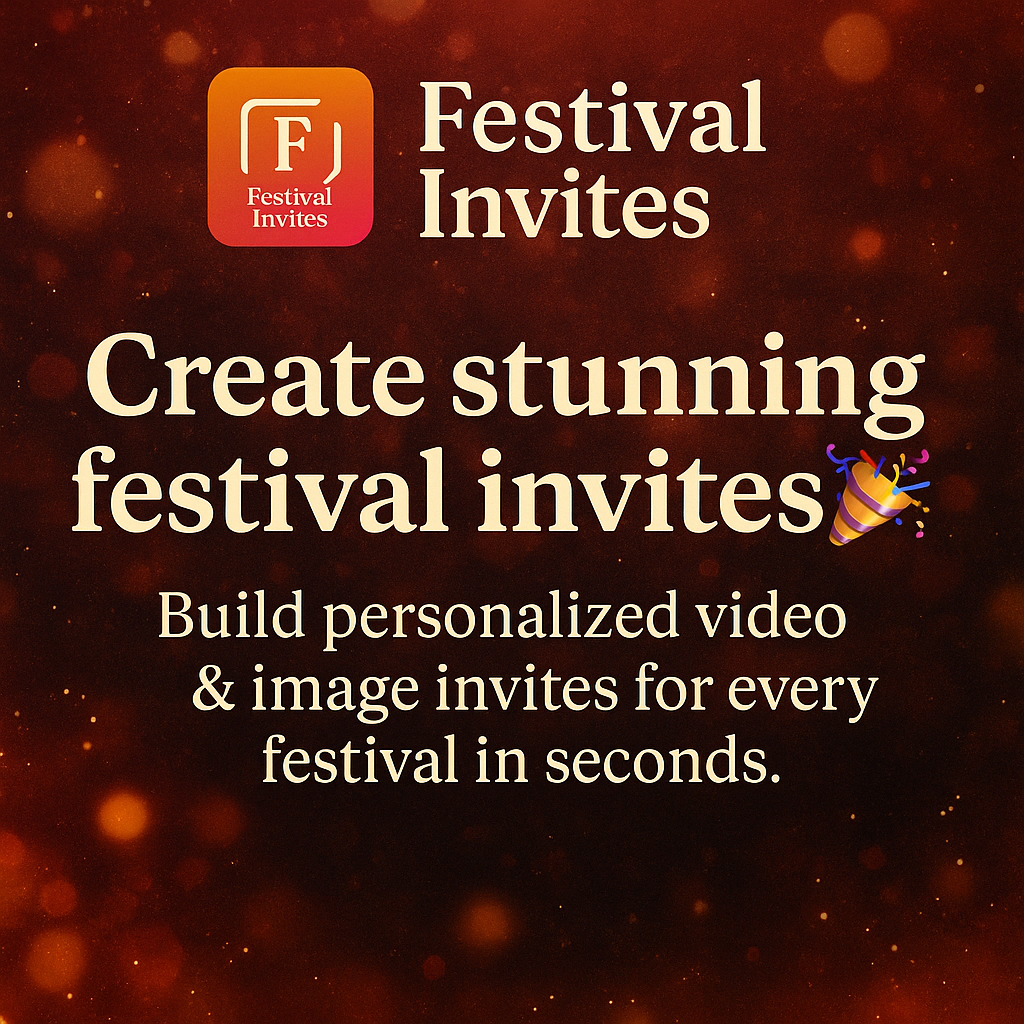 F
Festival
Invites
Festival
Invites
Create stunning
festival invites🎉
Build personalized video
& image invites for every
festival in seconds.